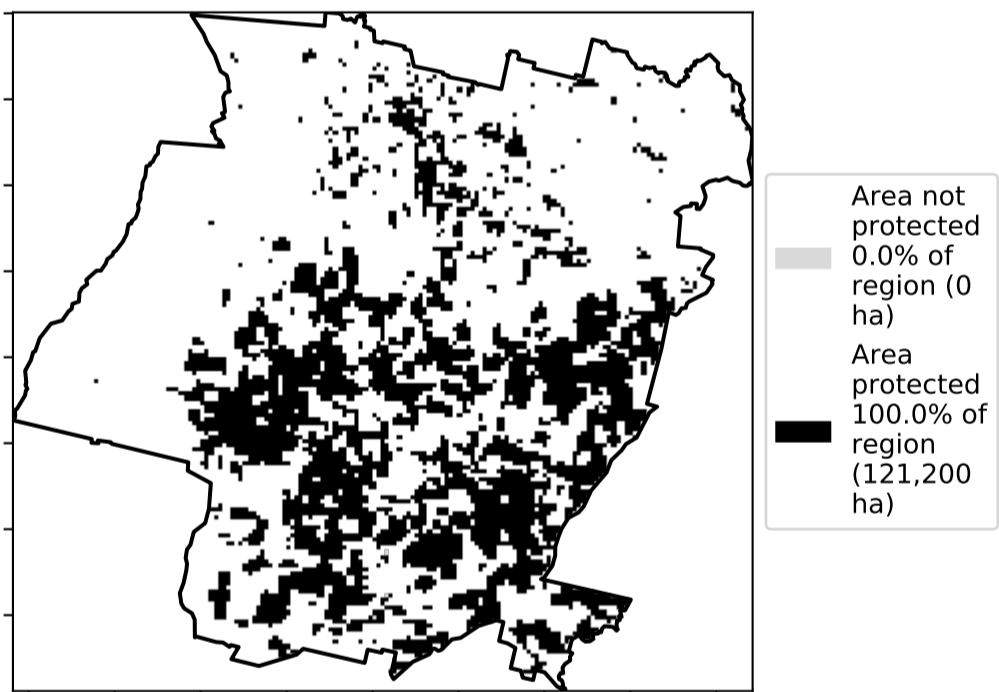 Area not
protected
0.0% of
region (0
ha)
Area
protected
100.0% of
region
(121,200
ha)